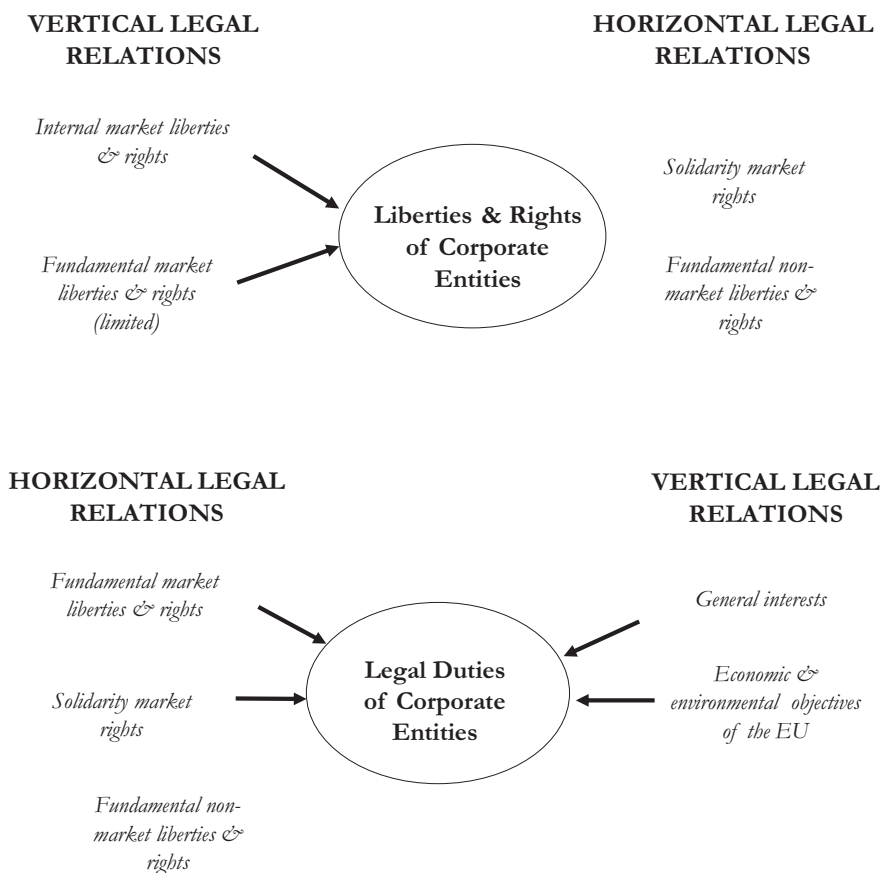 VERTICAL LEGAL
RELATIONS
HORIZONTAL LEGAL
RELATIONS
Internal market liberties
& rights
Fundamental market
liberties & rights
(limited)
Liberties & Rights
of Corporate
Entities
Solidarity market
rights
Fundamental non-
market liberties &
rights
HORIZONTAL LEGAL
RELATIONS
VERTICAL LEGAL
RELATIONS
Fundamental market
liberties & rights
Solidarity market
rights
Fundamental non-
market liberties &
rights
Legal Duties
of Corporate
Entities
General interests
Economic &
environmental objectives
of the EU